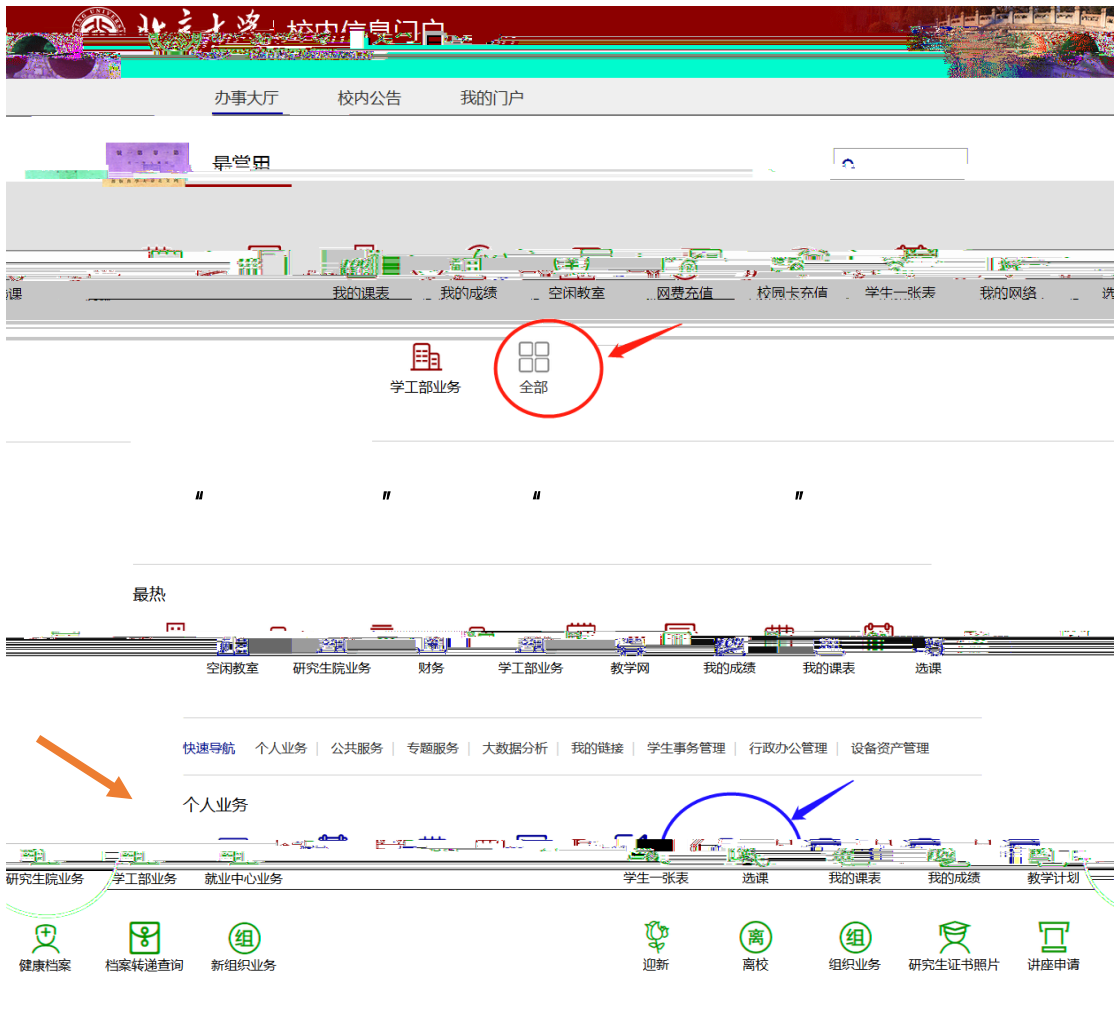 北京大学 校内信息门户
办事大厅 校内公告 我的门户
最常用
课 我的课表 我的成绩 空闲教室 网费充值 校园卡充值 学生一张表 我的网络 选
学工部业务 全部
" " " "
最热
空闲教室 研究生院业务 财务 学工部业务 教学网 我的成绩 我的课表 选课
快速导航 个人业务 | 公共服务 | 专题服务 | 大数据分析 | 我的链接 | 学生事务管理 | 行政办公管理 | 设备资产管理
个人业务
研究生院业务 学工部业务 就业中心业务 学生一张表 选课 我的课表 我的成绩 教学计划
组 离 组
健康档案 档案转递查询 新组织业务 迎新 离校 组织业务 研究生证书照片 讲座申请